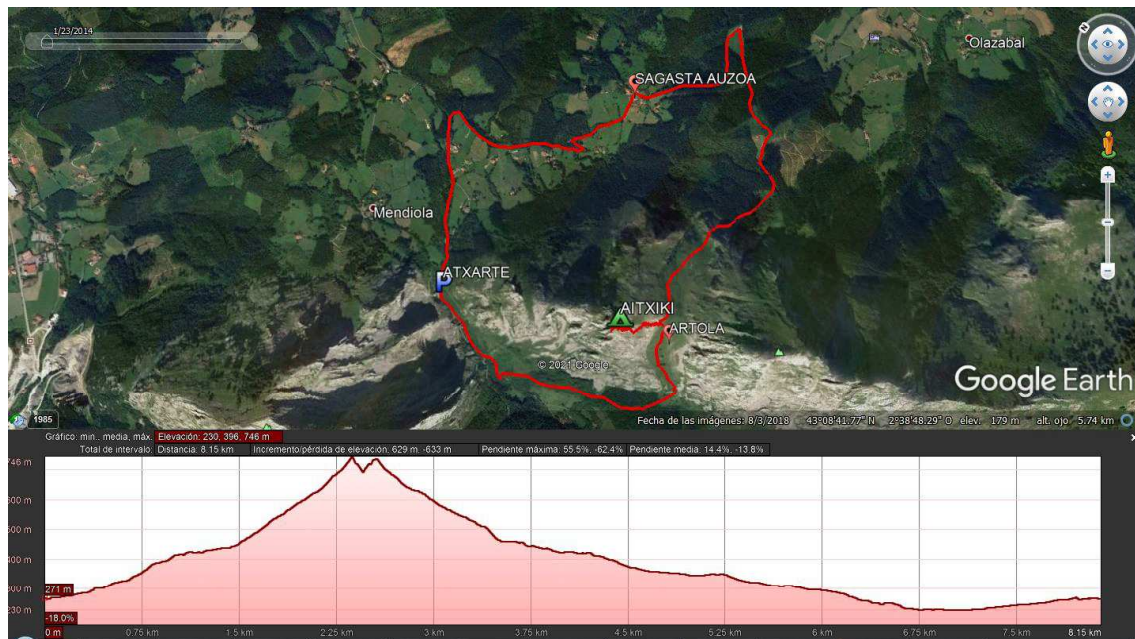 1/23/2014
N
Olazabal
SAGASTA AUZOA
Mendiola
ATXARTE
P
AITXIKI
ARTOLA
© 2021 Google
Google Earth
1985
Fecha de las imágenes: 8/3/2018 43°08'41.77" N 2°38'48.29" O elev. 179 m alt. ojo 5.74 km
Gráfico: mín., media, máx. Elevación: 230, 396, 746 m
Total de intervalo: Distancia: 8.15 km Incremento/pérdida de elevación: 629 m, -633 m Pendiente máxima: 55.5%, -62.4% Pendiente media: 14.4%, -13.8%
746 m
600 m
500 m
400 m
300 m
271 m
230 m
-18.0%
0 m 0.75 km 1.5 km 2.25 km 3 km 3.75 km 4.5 km 5.25 km 6 km 6.75 km 7.5 km 8.15 km